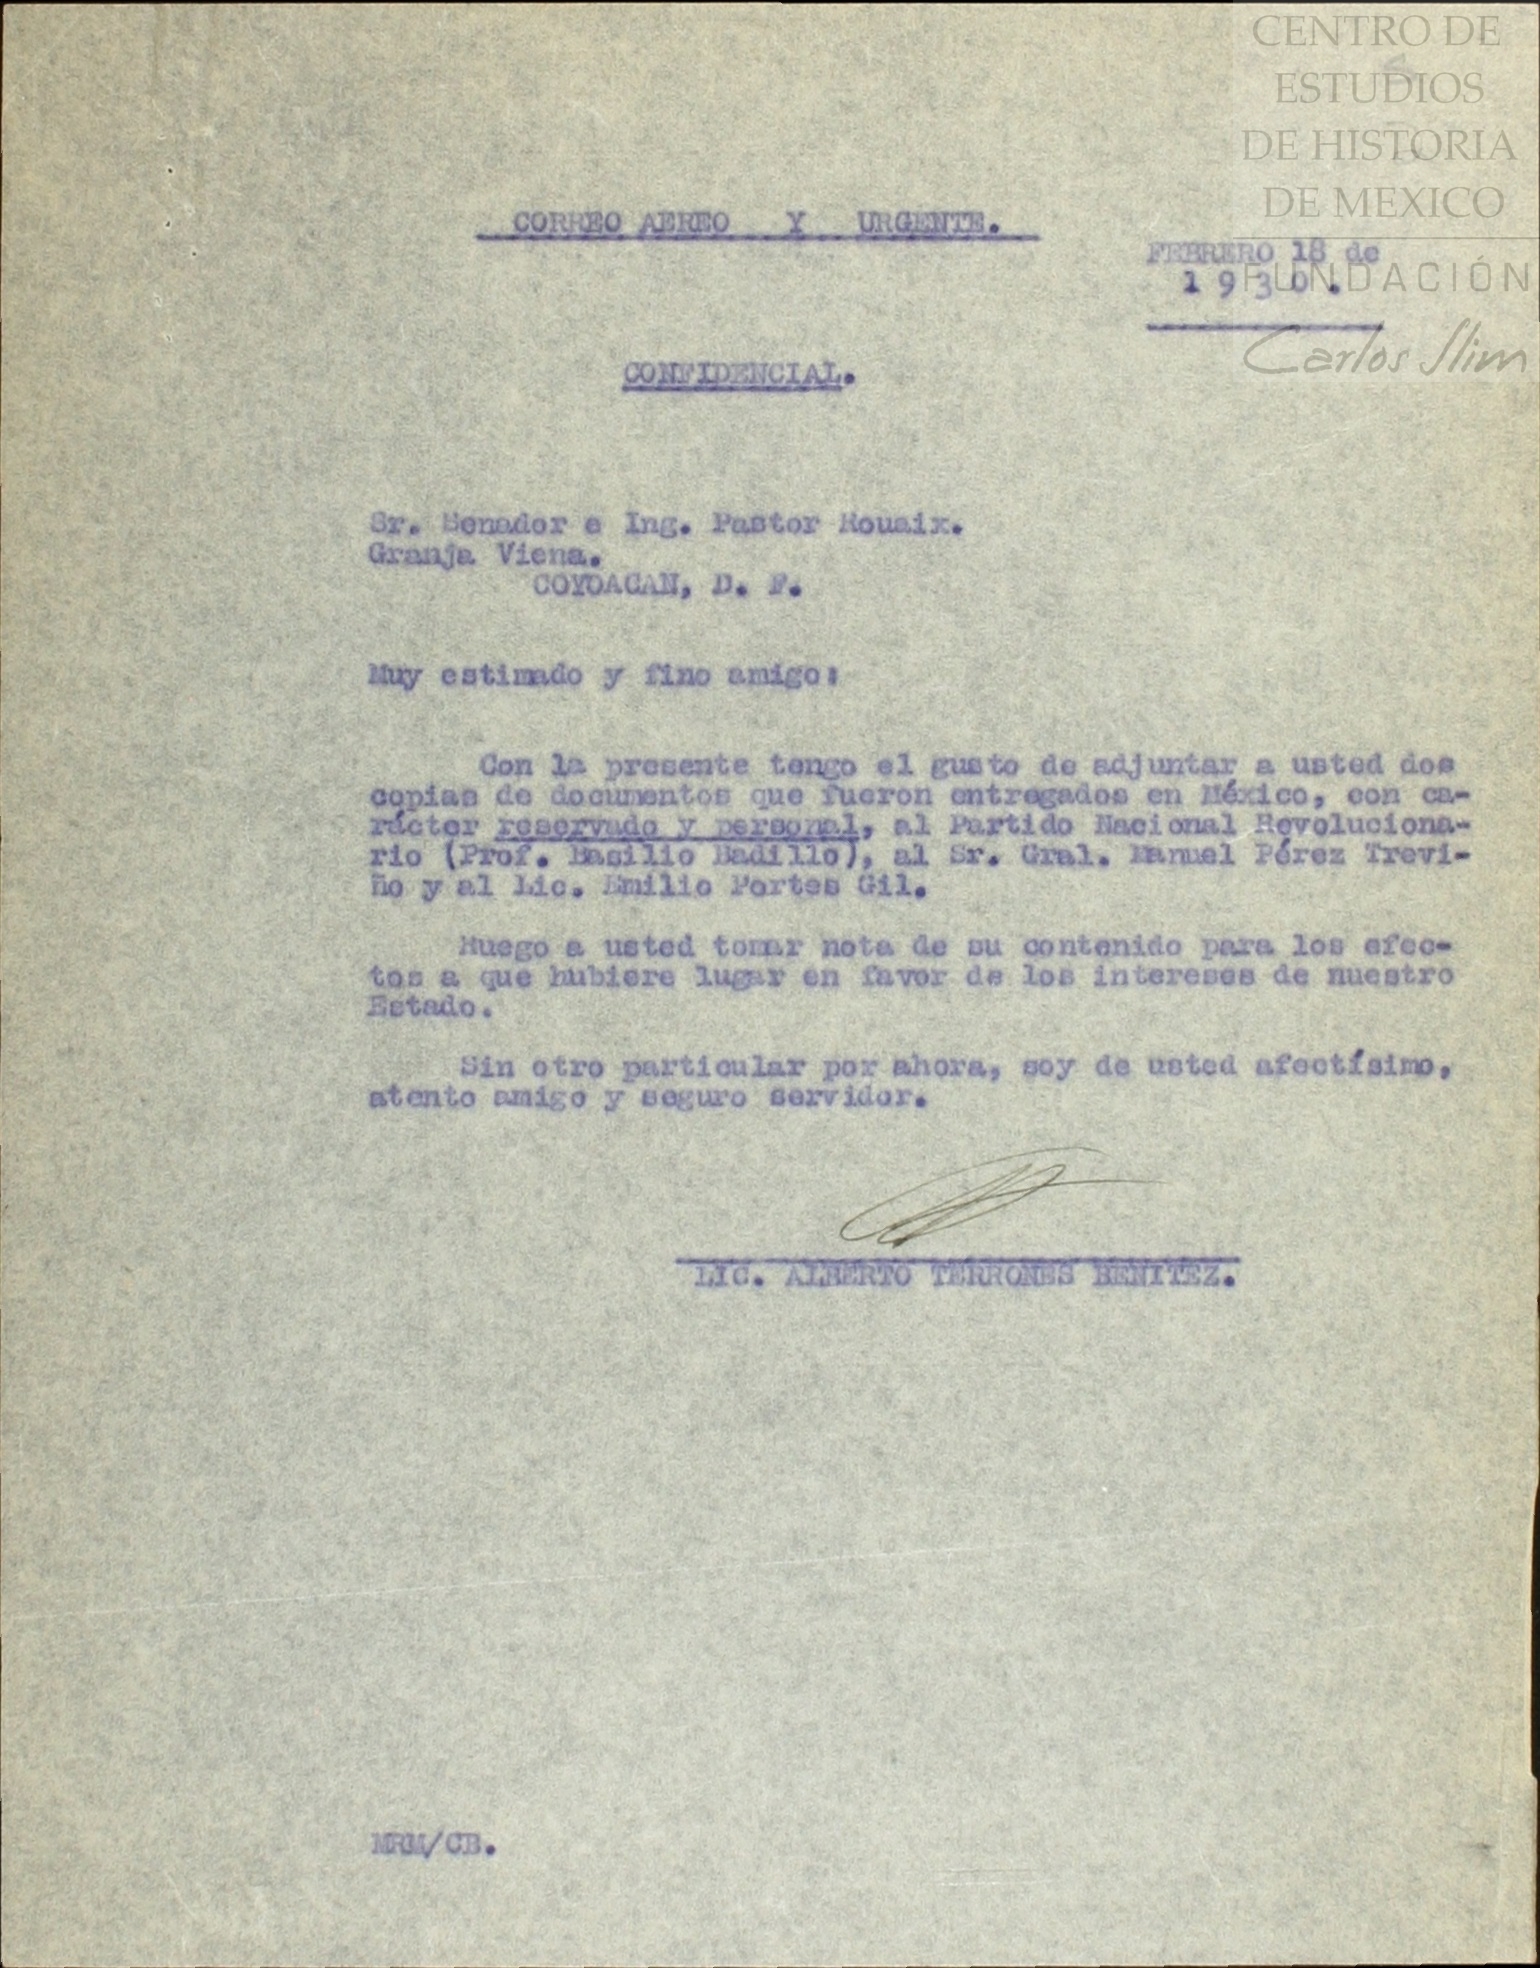 CENTRO DE
ESTUDIOS
DE HISTORIA
DE MEXICO
FUNDACIÓN
Carlos Slim
CORREO AEREO Y URGENTE.
FEBRERO 18 de
1930.
CONFIDENCIAL.
Sr. Senador e Ing. Pastor Rouaix.
Granja Viena.
COYOACAN, D. F.
Muy estimado y fino amigo:
Con la presente tengo el gusto de adjuntar a usted dos
copias de documentos que fueron entregados en México, con ca-
rácter reservado y personal, al Partido Nacional Revoluciona-
rio (Prof. Basilio Badillo), al Sr. Gral. Manuel Pérez Trevi-
ño y al Lic. Emilio Portes Gil.
Ruego a usted tomar nota de su contenido para los efec-
tos a que hubiere lugar en favor de los intereses de nuestro
Estado.
Sin otro particular por ahora, soy de usted afectísimo,
atento amigo y seguro servidor.
LIC. ALBERTO TERRONES BENITEZ.
MRM/CB.